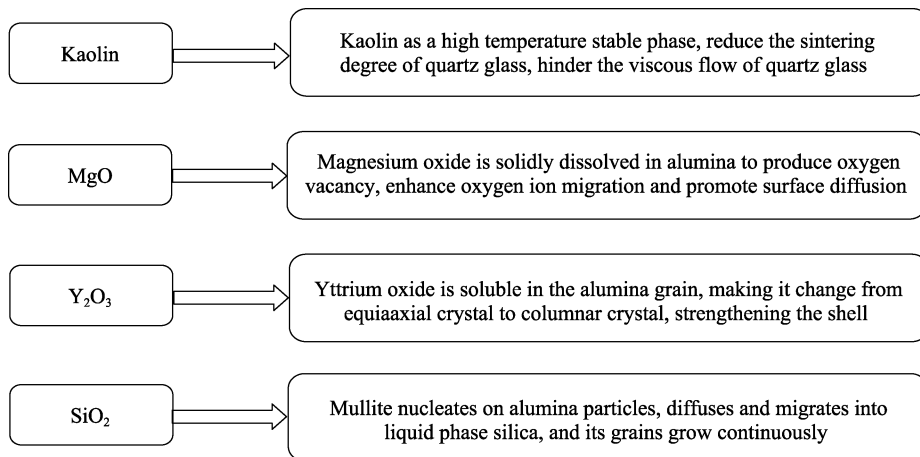 Kaolin
Kaolin as a high temperature stable phase, reduce the sintering
degree of quartz glass, hinder the viscous flow of quartz glass
MgO
Magnesium oxide is solidly dissolved in alumina to produce oxygen
vacancy, enhance oxygen ion migration and promote surface diffusion
Y₂O₃
Yttrium oxide is soluble in the alumina grain, making it change from
equiaaxial crystal to columnar crystal, strengthening the shell
SiO₂
Mullite nucleates on alumina particles, diffuses and migrates into
liquid phase silica, and its grains grow continuously